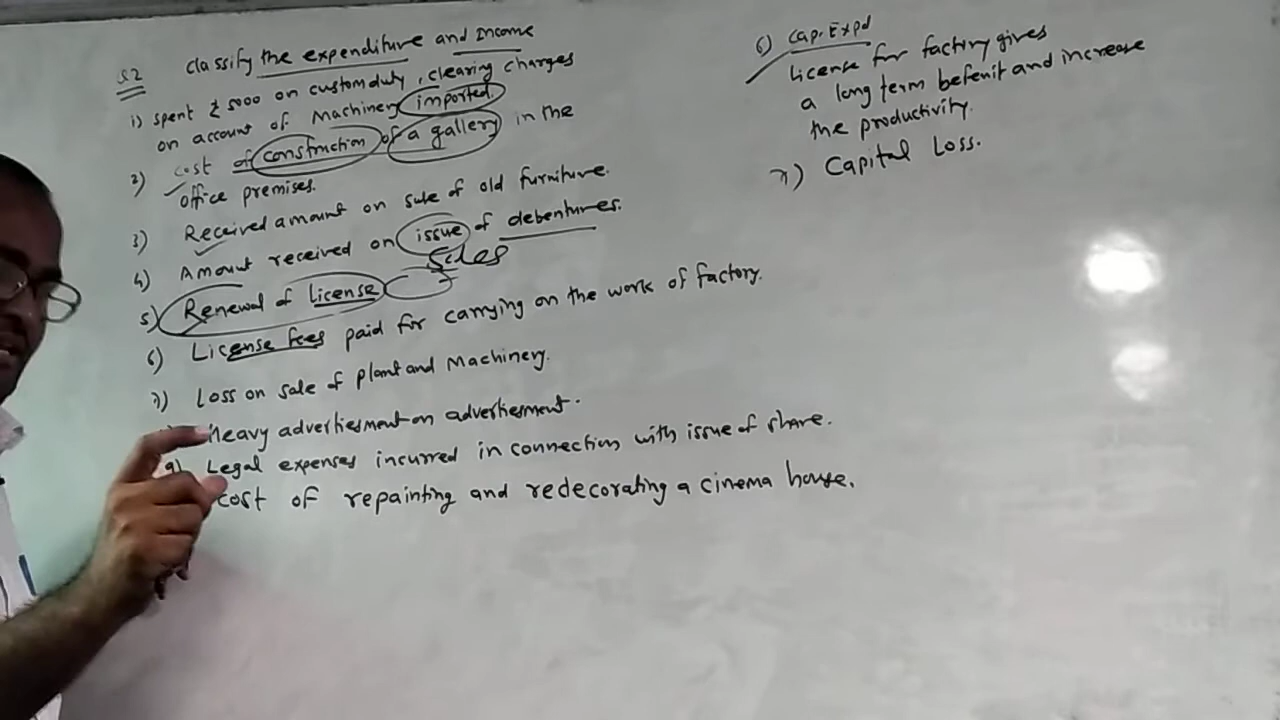 52 classify the expenditure and Income
1) spent ₹ 5000 on custom duty, clearing charges
on account of Machinery imported.
2) cost of construction of a gallery in the
office premises.
3) Received amount on sale of old furniture.
4) Amount received on issue of debentures.
Sales
5) Renewal of license
6) License fees paid for carrying on the work of factory.
7) Loss on sale of plant and Machinery.
Heavy advertiesment on advertiesment.
9) Legal expenses incurred in connection with issue of share.
cost of repainting and redecorating a cinema house.
6) Cap. Expd
License for factory gives
a long term befenit and increase
the productivity.
7) Capital Loss.